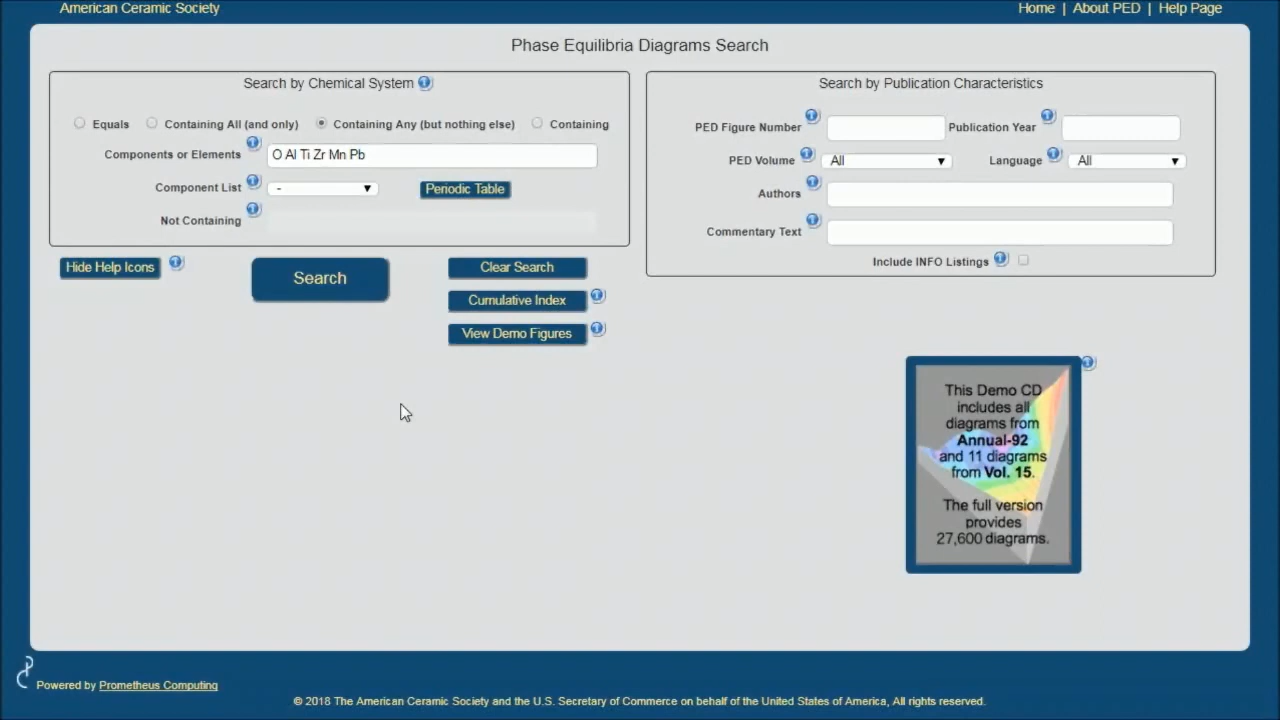 American Ceramic Society
Home | About PED | Help Page
Phase Equilibria Diagrams Search
Search by Chemical System
Equals
Containing All (and only)
Containing Any (but nothing else)
Containing
Components or Elements
O Al Ti Zr Mn Pb
Component List
-
Periodic Table
Not Containing
Search by Publication Characteristics
PED Figure Number
Publication Year
PED Volume
All
Language
All
Authors
Commentary Text
Include INFO Listings
Hide Help Icons
Search
Clear Search
Cumulative Index
View Demo Figures
This Demo CD
includes all
diagrams from
Annual-92
and 11 diagrams
from Vol. 15.
The full version
provides
27,600 diagrams.
Powered by Prometheus Computing
© 2018 The American Ceramic Society and the U.S. Secretary of Commerce on behalf of the United States of America, All rights reserved.